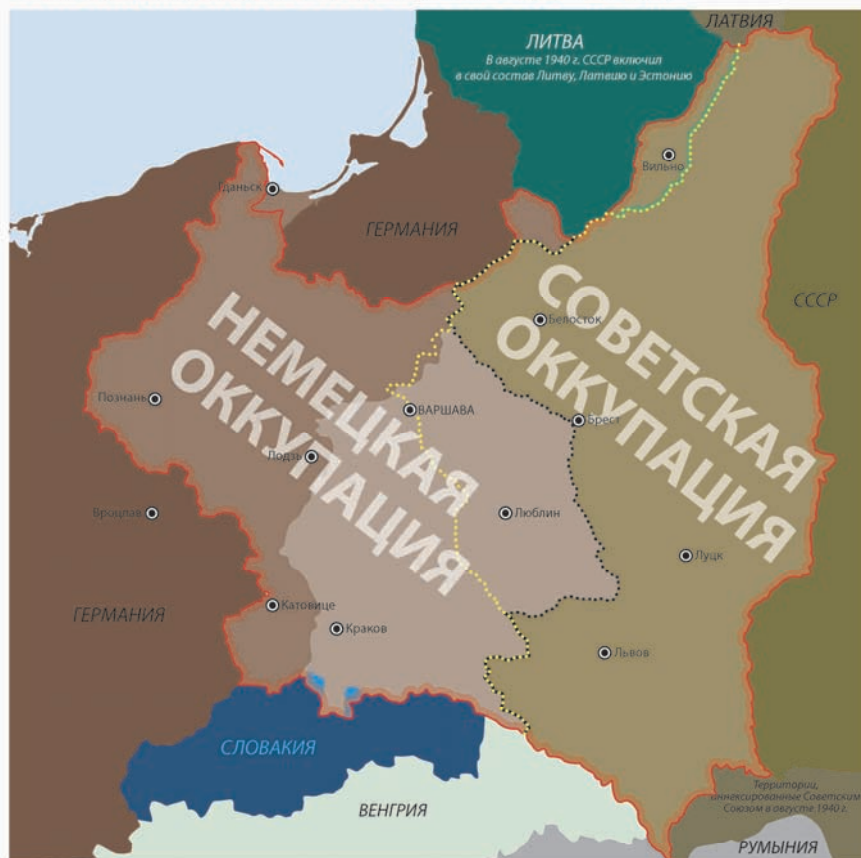 ЛАТВИЯ
ЛИТВА
В августе 1940 г. СССР включил
в свой состав Литву, Латвию и Эстонию
Вильно
Гданьск
ГЕРМАНИЯ
СССР
СОВЕТСКАЯ
ОККУПАЦИЯ
Белосток
НЕМЕЦКАЯ
ОККУПАЦИЯ
Познань
ВАРШАВА
Брест
Лодзь
Вроцлав
Люблин
Луцк
ГЕРМАНИЯ
Катовице
Краков
Львов
СЛОВАКИЯ
ВЕНГРИЯ
Территории,
аннексированные Советским
Союзом в августе 1940 г.
РУМЫНИЯ